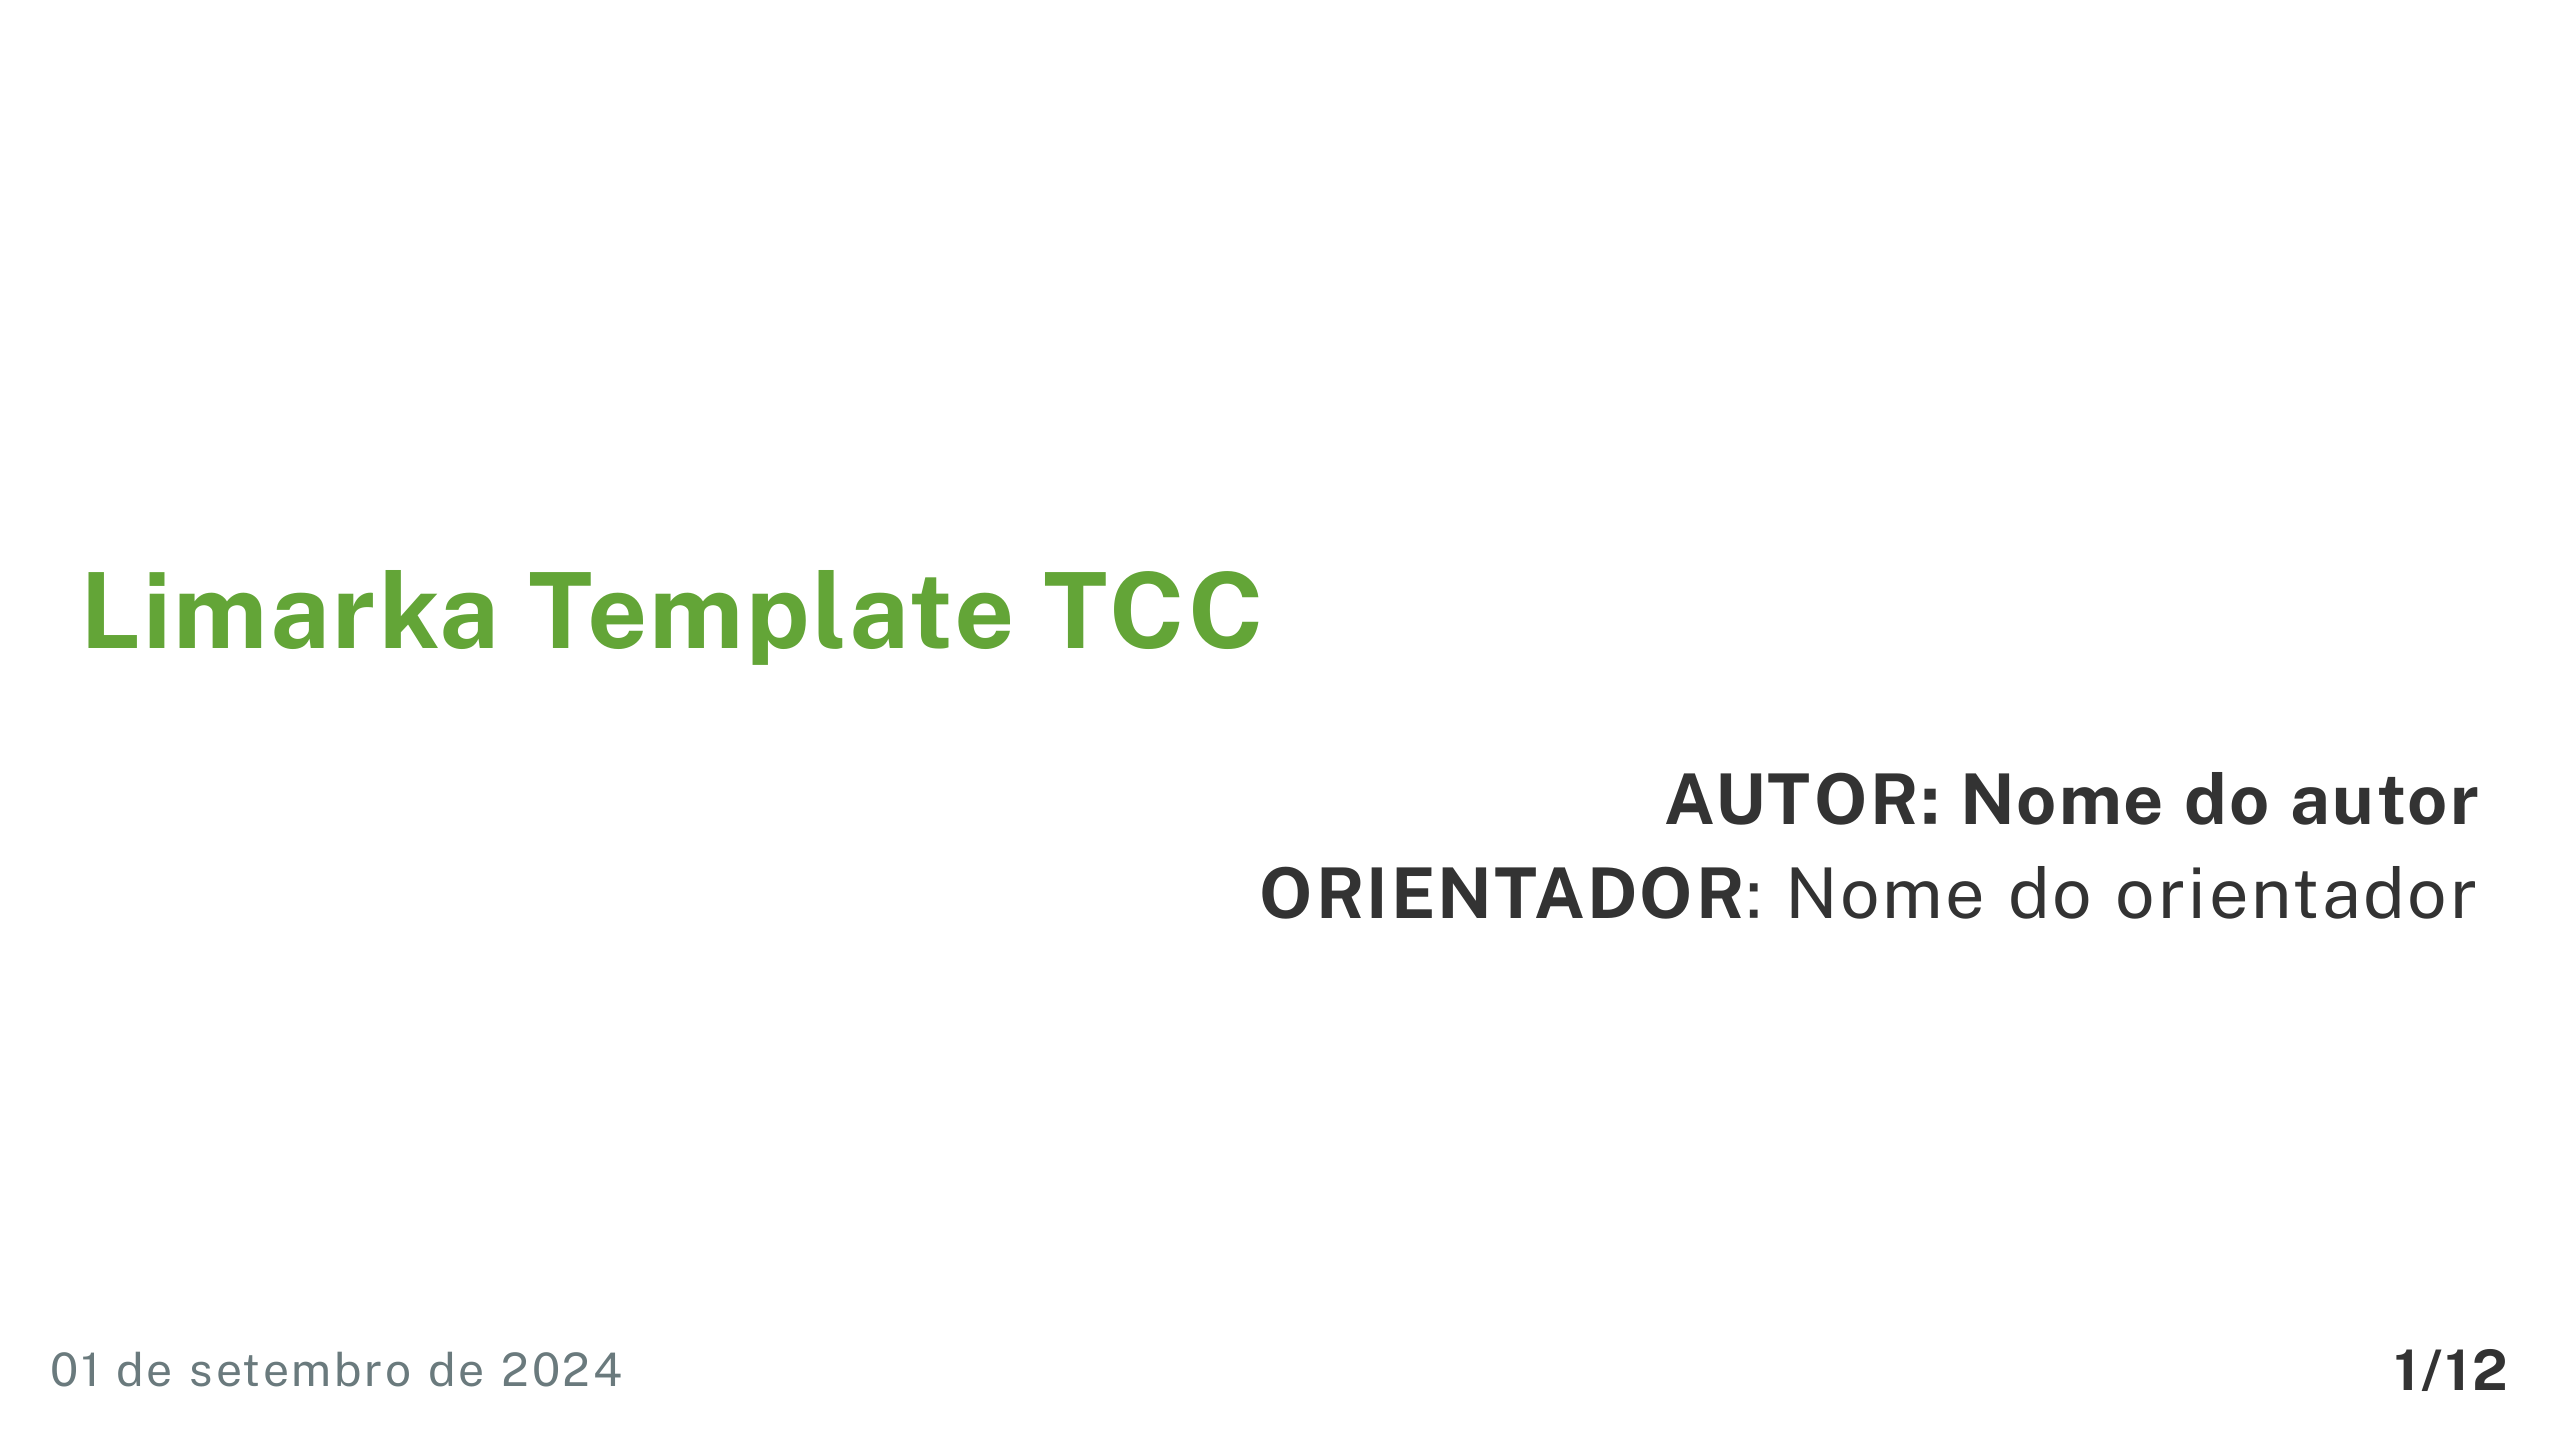 Limarka Template TCC
AUTOR: Nome do autor
ORIENTADOR: Nome do orientador
01 de setembro de 2024
1/12